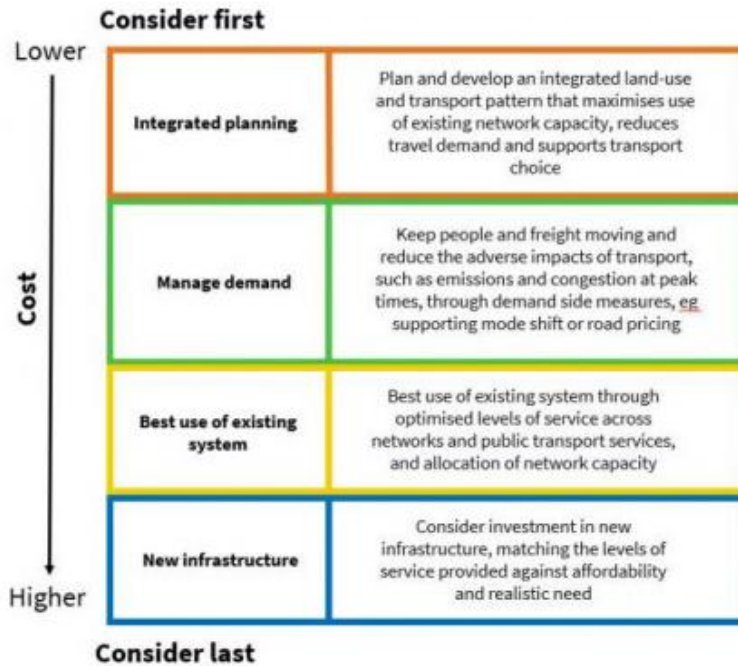 Consider first
Lower
Integrated planning
Plan and develop an integrated land-use
and transport pattern that maximises use
of existing network capacity, reduces
travel demand and supports transport
choice
Manage demand
Keep people and freight moving and
reduce the adverse impacts of transport,
such as emissions and congestion at peak
times, through demand side measures, eg
supporting mode shift or road pricing
Cost
Best use of existing
system
Best use of existing system through
optimised levels of service across
networks and public transport services,
and allocation of network capacity
New infrastructure
Consider investment in new
infrastructure, matching the levels of
service provided against affordability
and realistic need
Higher
Consider last